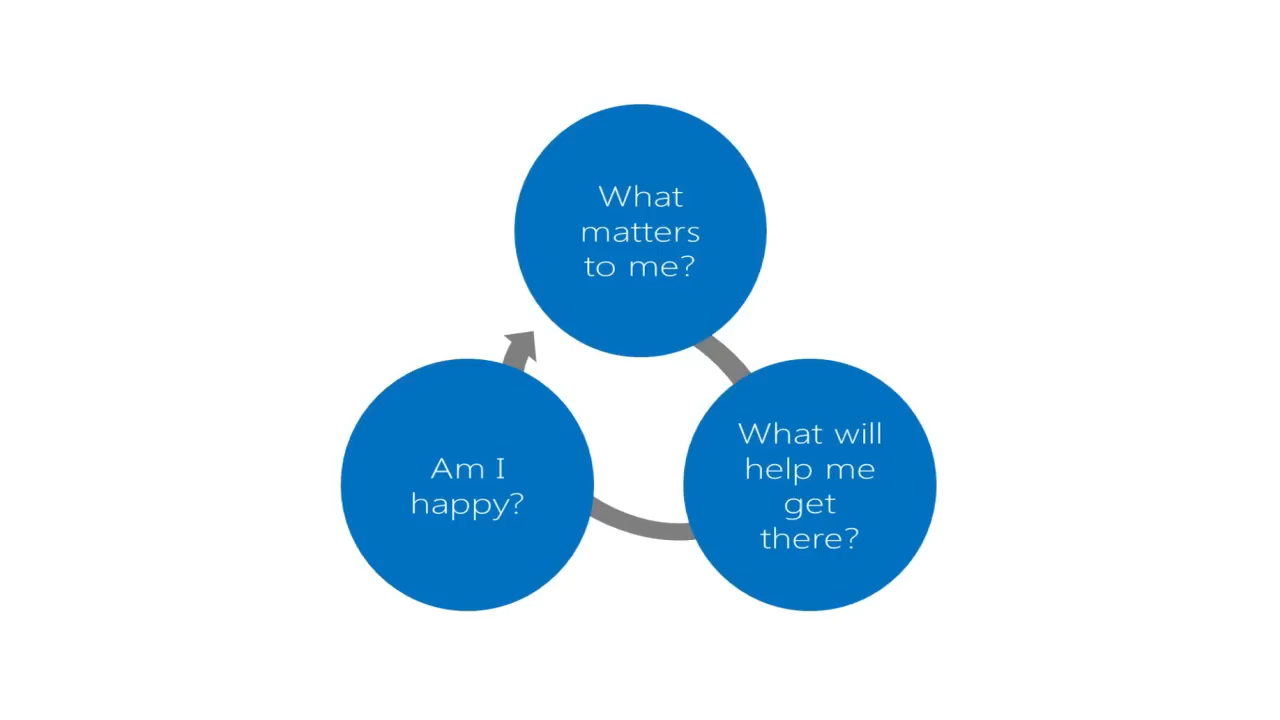 What
matters
to me?
What will
help me
get
there?
Am I
happy?